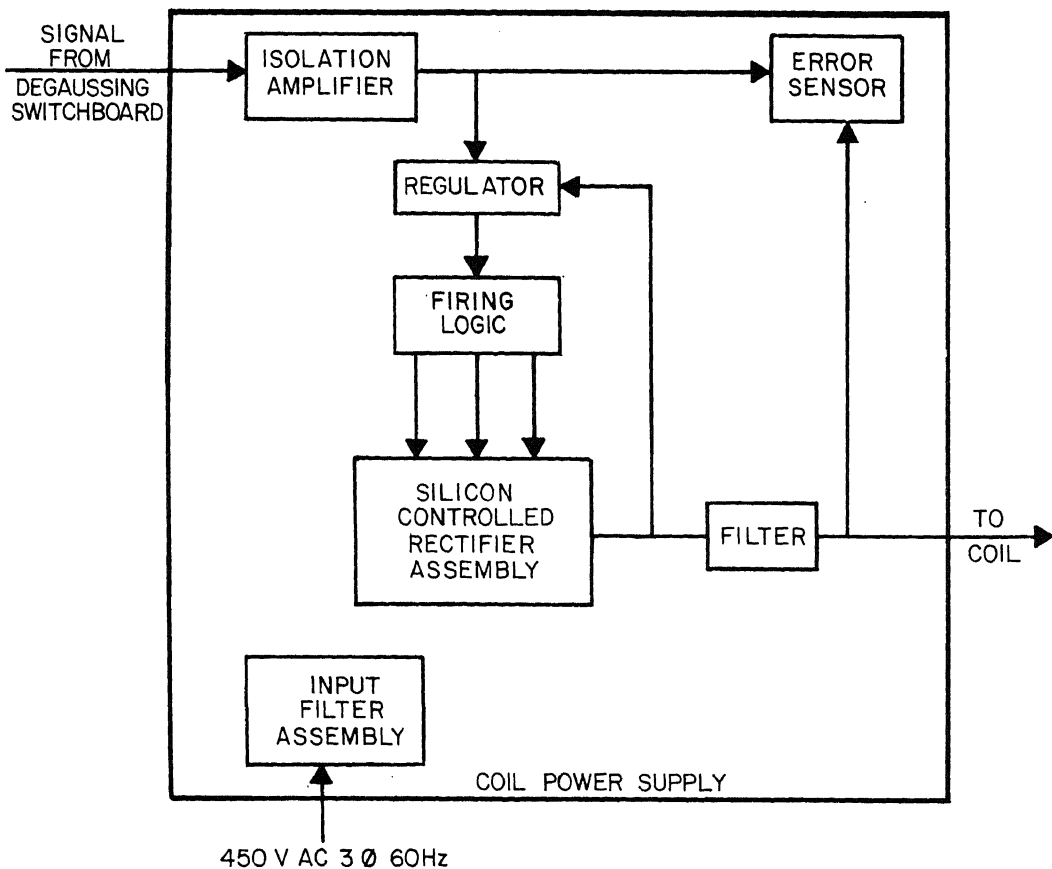 SIGNAL
FROM
DEGAUSSING
SWITCHBOARD
ISOLATION
AMPLIFIER
ERROR
SENSOR
REGULATOR
FIRING
LOGIC
SILICON
CONTROLLED
RECTIFIER
ASSEMBLY
FILTER
TO
COIL
INPUT
FILTER
ASSEMBLY
COIL POWER SUPPLY
450 V AC 3 Ø 60Hz